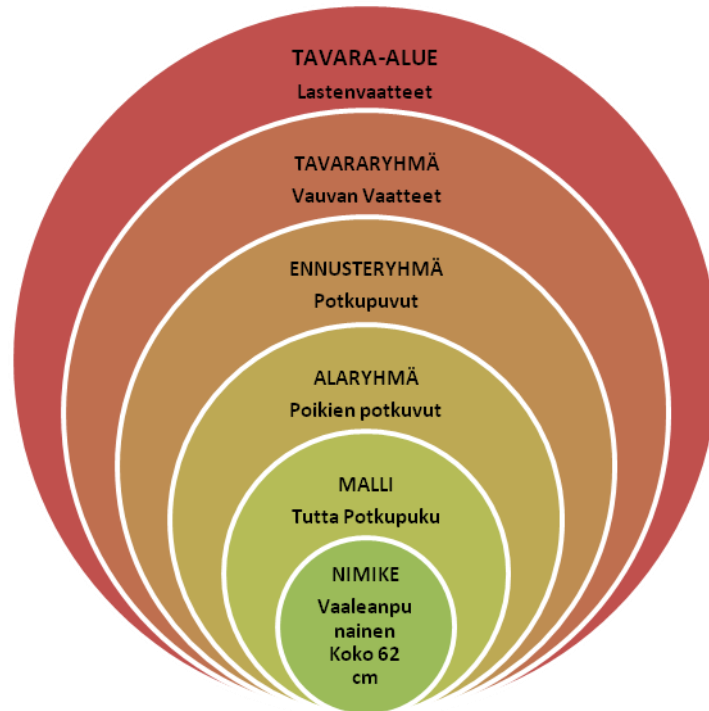 TAVARA-ALUE
Lastenvaatteet
TAVARARYHMÄ
Vauvan Vaatteet
ENNUSTERYHMÄ
Potkupuvut
ALARYHMÄ
Poikien potkuvut
MALLI
Tutta Potkupuku
NIMIKE
Vaaleanpu
nainen
Koko 62
cm